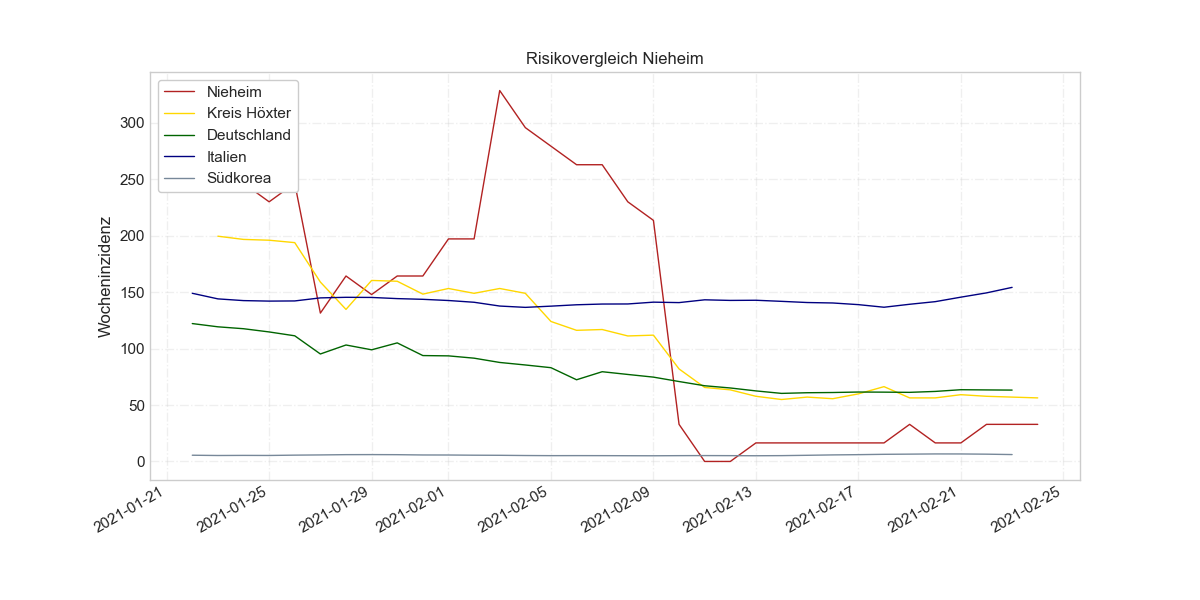 Risikovergleich Nieheim
Nieheim
Kreis Höxter
Deutschland
Italien
Südkorea
Wocheninzidenz
300
250
200
150
100
50
0
2021-01-21
2021-01-25
2021-01-29
2021-02-01
2021-02-05
2021-02-09
2021-02-13
2021-02-17
2021-02-21
2021-02-25